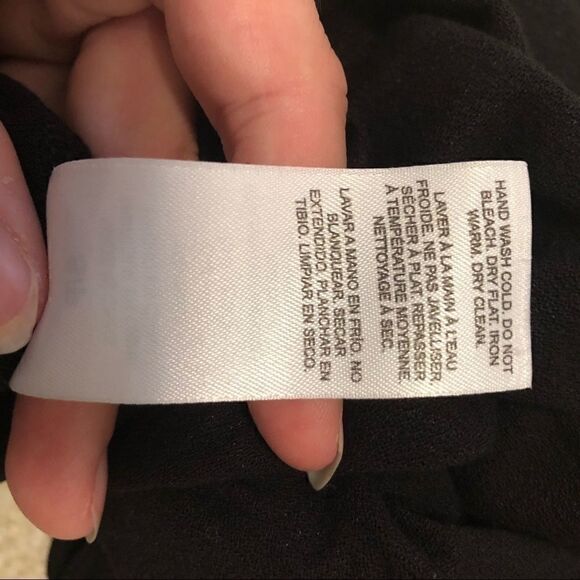 HAND WASH COLD. DO NOT
BLEACH. DRY FLAT. IRON
WARM. DRY CLEAN.
LAVER À LA MAIN À L'EAU
FROIDE. NE PAS JAVELLISER.
SÉCHER À PLAT. REPASSER
À TEMPÉRATURE MOYENNE.
NETTOYAGE À SEC.
LAVAR A MANO EN FRÍO. NO
BLANQUEAR. SEGAR
EXTENDIDO. PLANCHAR EN
TIBIO. LIMPIAR EN SECO.